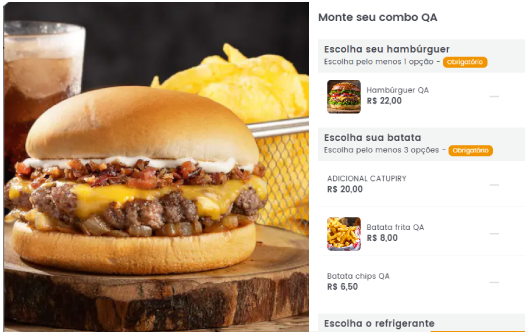 Monte seu combo QA
Escolha seu hambúrguer
Escolha pelo menos 1 opção - Obrigatório
Hambúrguer QA
R$ 22,00
Escolha sua batata
Escolha pelo menos 3 opções - Obrigatório
ADICIONAL CATUPIRY
R$ 20,00
Batata frita QA
R$ 8,00
Batata chips QA
R$ 6,50
Escolha o refrigerante